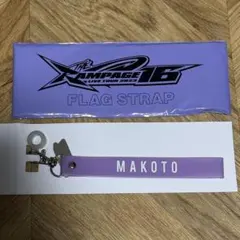 THE
RAMPAGE 16
LIVE TOUR 2023
FLAG STRAP
MAKOTO